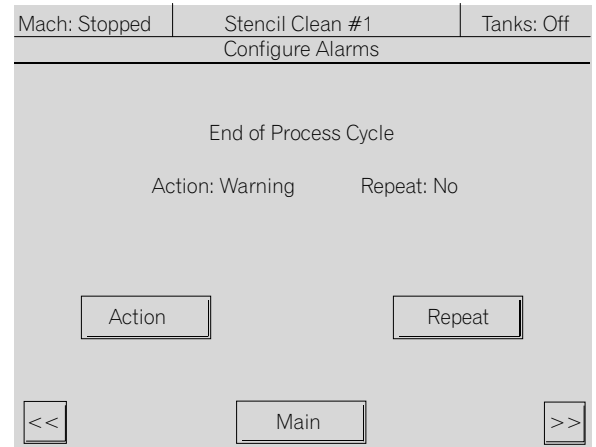 Mach: Stopped Stencil Clean #1 Tanks: Off
Configure Alarms
End of Process Cycle
Action: Warning Repeat: No
Action Repeat
<< Main >>